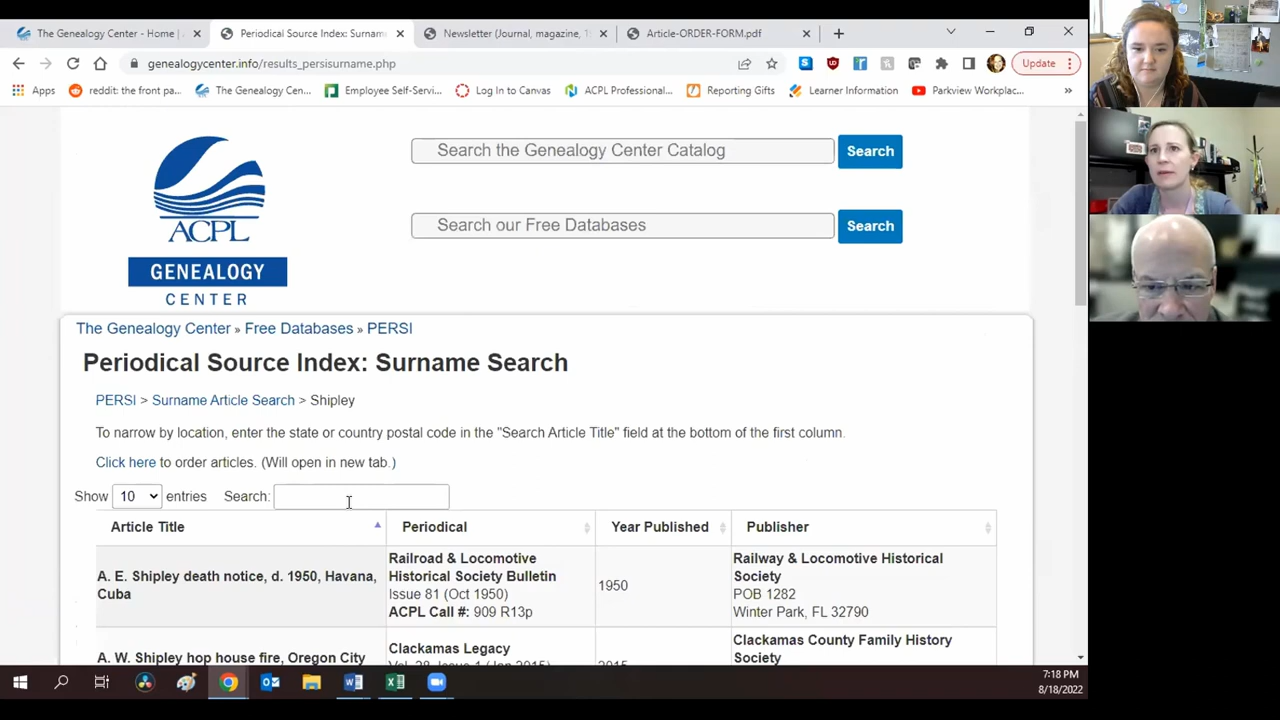 The Genealogy Center - Home |
Periodical Source Index: Surnam
Newsletter (Journal, magazine, T
Article-ORDER-FORM.pdf
genealogycenter.info/results_persisurname.php
Update
Apps
reddit: the front pa...
The Genealogy Cen...
Employee Self-Servi...
Log In to Canvas
ACPL Professional...
Reporting Gifts
Learner Information
Parkview Workplac...
Search the Genealogy Center Catalog
Search
Search our Free Databases
Search
ACPL
GENEALOGY
CENTER
The Genealogy Center » Free Databases » PERSI
Periodical Source Index: Surname Search
PERSI > Surname Article Search > Shipley
To narrow by location, enter the state or country postal code in the "Search Article Title" field at the bottom of the first column.
Click here to order articles. (Will open in new tab.)
Show 10 entries Search:
Article Title Periodical Year Published Publisher
A. E. Shipley death notice, d. 1950, Havana,
Cuba
Railroad & Locomotive
Historical Society Bulletin
Issue 81 (Oct 1950)
ACPL Call #: 909 R13p
1950
Railway & Locomotive Historical
Society
POB 1282
Winter Park, FL 32790
A. W. Shipley hop house fire, Oregon City
Clackamas Legacy
Vol. 28, Issue 1 (Jan 2015)
2015
Clackamas County Family History
Society
7:18 PM
8/18/2022